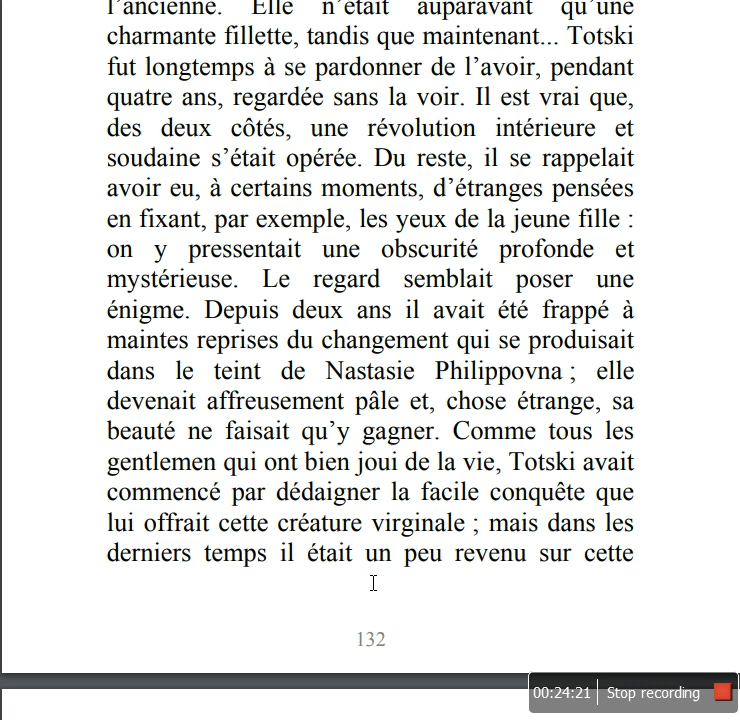 l’ancienne. Elle n’était auparavant qu’une
charmante fillette, tandis que maintenant... Totski
fut longtemps à se pardonner de l’avoir, pendant
quatre ans, regardée sans la voir. Il est vrai que,
des deux côtés, une révolution intérieure et
soudaine s’était opérée. Du reste, il se rappelait
avoir eu, à certains moments, d’étranges pensées
en fixant, par exemple, les yeux de la jeune fille :
on y pressentait une obscurité profonde et
mystérieuse. Le regard semblait poser une
énigme. Depuis deux ans il avait été frappé à
maintes reprises du changement qui se produisait
dans le teint de Nastasie Philippovna ; elle
devenait affreusement pâle et, chose étrange, sa
beauté ne faisait qu’y gagner. Comme tous les
gentlemen qui ont bien joui de la vie, Totski avait
commencé par dédaigner la facile conquête que
lui offrait cette créature virginale ; mais dans les
derniers temps il était un peu revenu sur cette
132
00:24:21 Stop recording